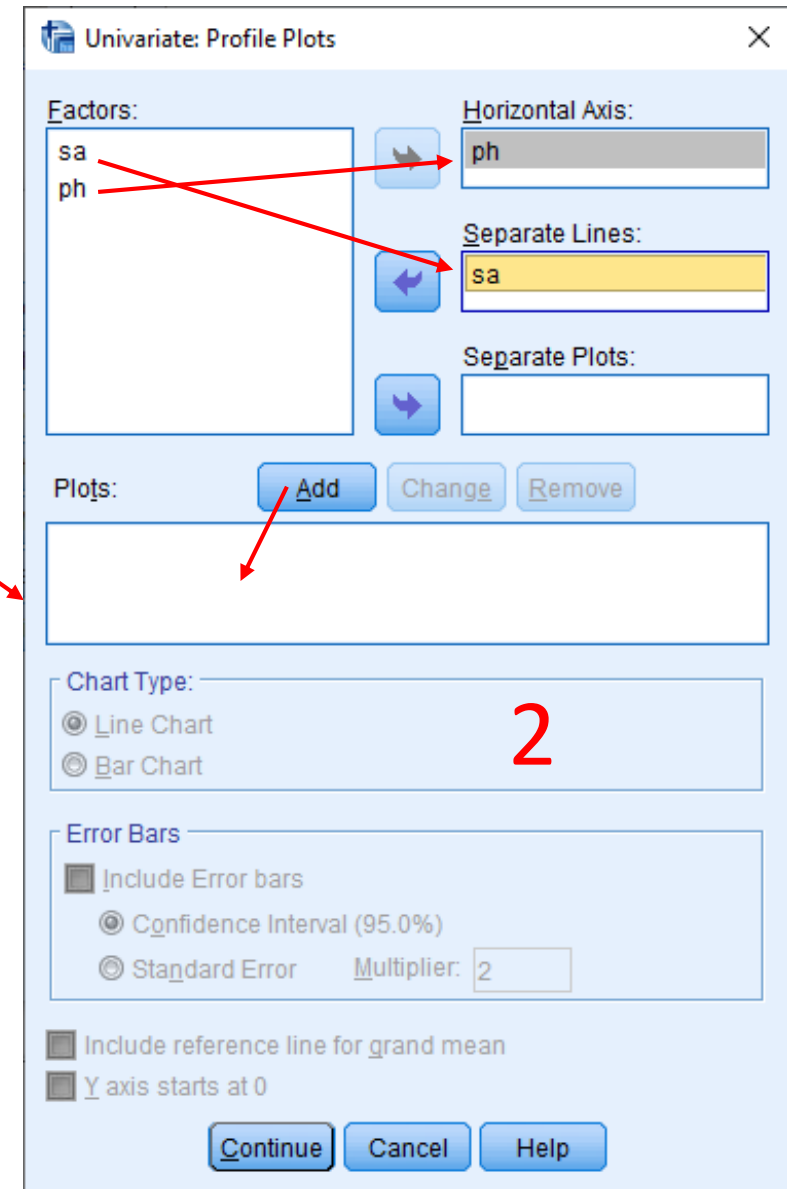 Univariate: Profile Plots
Factors:
sa
ph
Horizontal Axis:
ph
Separate Lines:
sa
Separate Plots:
Plots:
Add
Change
Remove
Chart Type:
Line Chart
Bar Chart
2
Error Bars
Include Error bars
Confidence Interval (95.0%)
Standard Error Multiplier: 2
Include reference line for grand mean
Y axis starts at 0
Continue Cancel Help